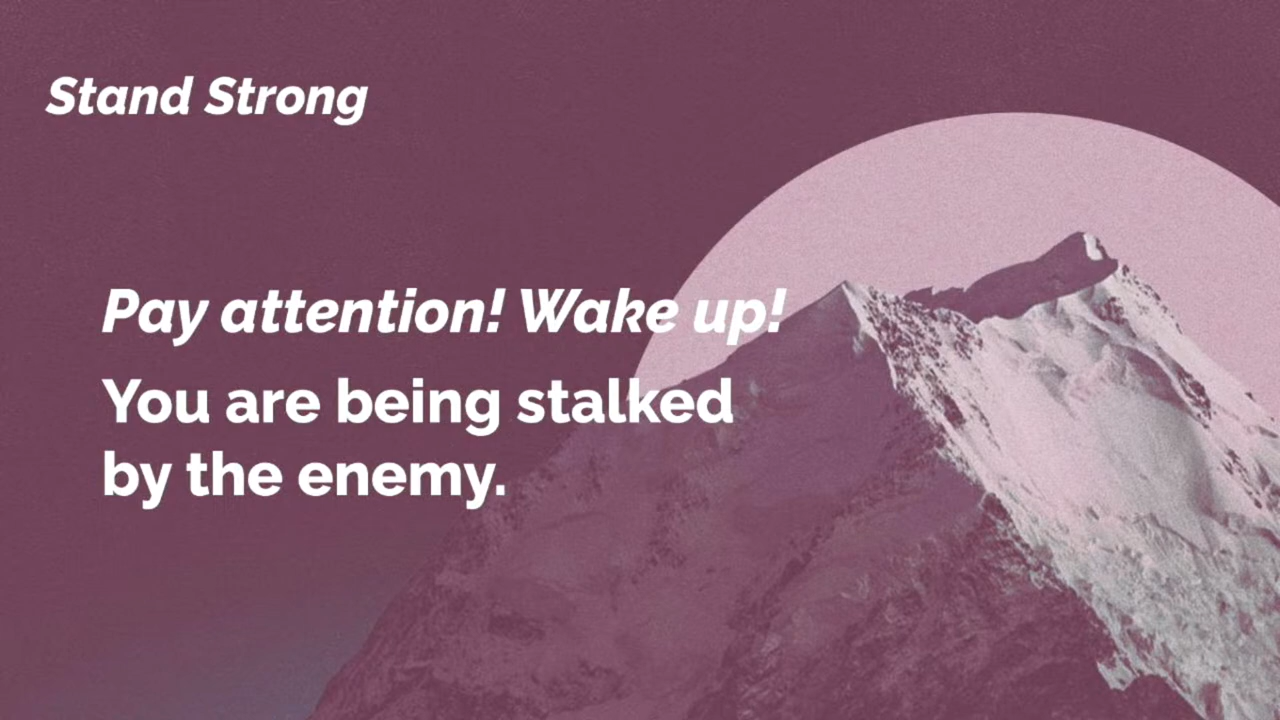 Stand Strong
Pay attention! Wake up!
You are being stalked
by the enemy.